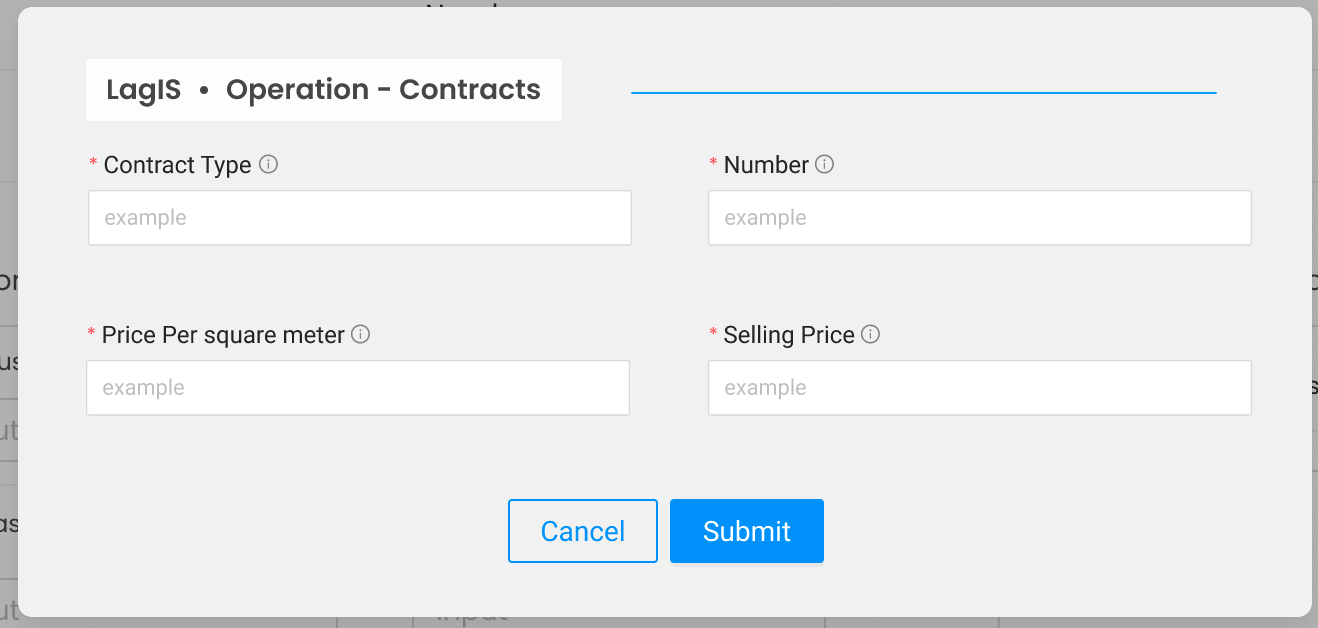 LagIS • Operation - Contracts
* Contract Type
* Number
example
example
* Price Per square meter
* Selling Price
example
example
Cancel
Submit